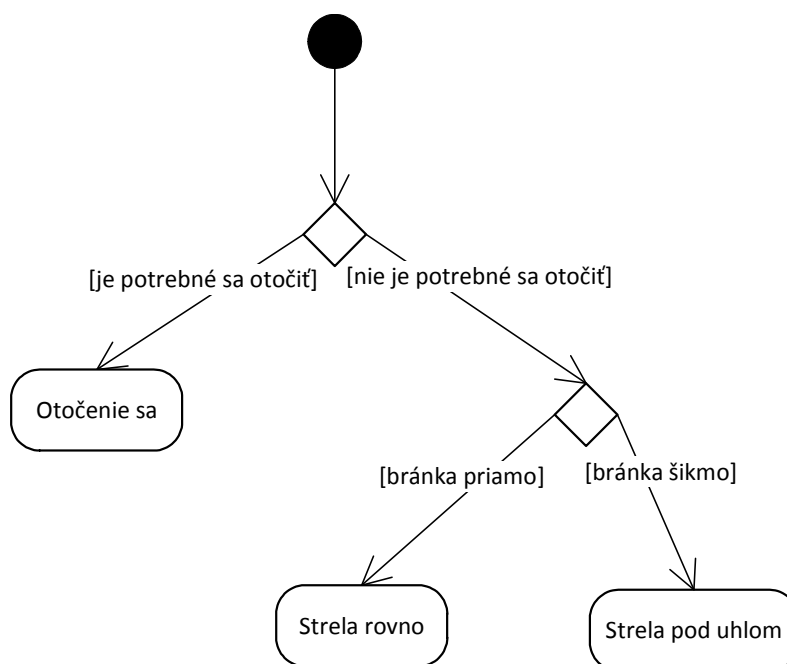 [je potrebné sa otočiť]
[nie je potrebné sa otočiť]
Otočenie sa
[bránka priamo]
[bránka šikmo]
Strela rovno
Strela pod uhlom